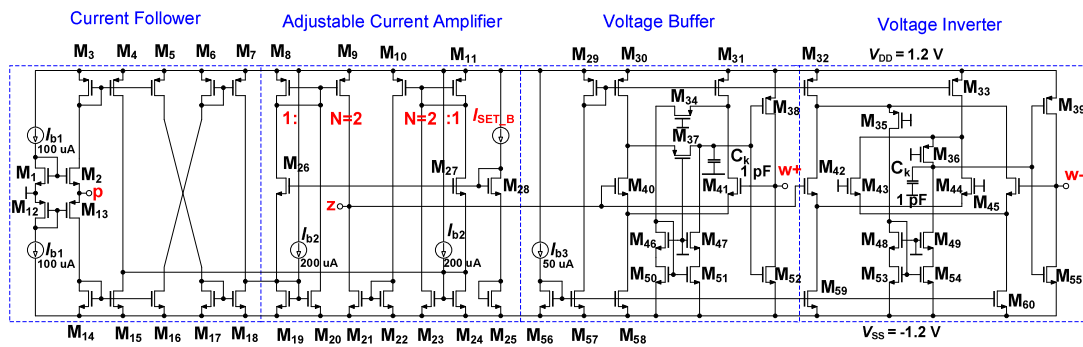 Current Follower Adjustable Current Amplifier Voltage Buffer Voltage Inverter
M3 M4 M5 M6 M7 M8 M9 M10 M11 M29 M30 M31 M32 VDD = 1.2 V
M34 M33 M38 M39
1: N=2 N=2 :1 ISET_B
M35
Ib1
100 uA
M37 M36
M1 M2 M26 M27 M28 Ck
1 pF w+ M42 Ck
1 pF w-
p M40 M41 M43 M44 M45
M12 M13 z
Ib1
100 uA
Ib2
200 uA
Ib2
200 uA
Ib3
50 uA
M46 M47 M48 M49
M50 M51 M52 M53 M54 M55
M59 M60
M14 M15 M16 M17 M18 M19 M20 M21 M22 M23 M24 M25 M56 M57 M58 VSS = -1.2 V